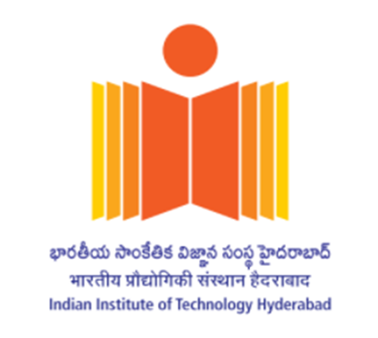 భారతీయ సాంకేతిక విజ్ఞాన సంస్థ హైదరాబాద్
भारतीय प्रौद्योगिकी संस्थान हैदराबाद
Indian Institute of Technology Hyderabad